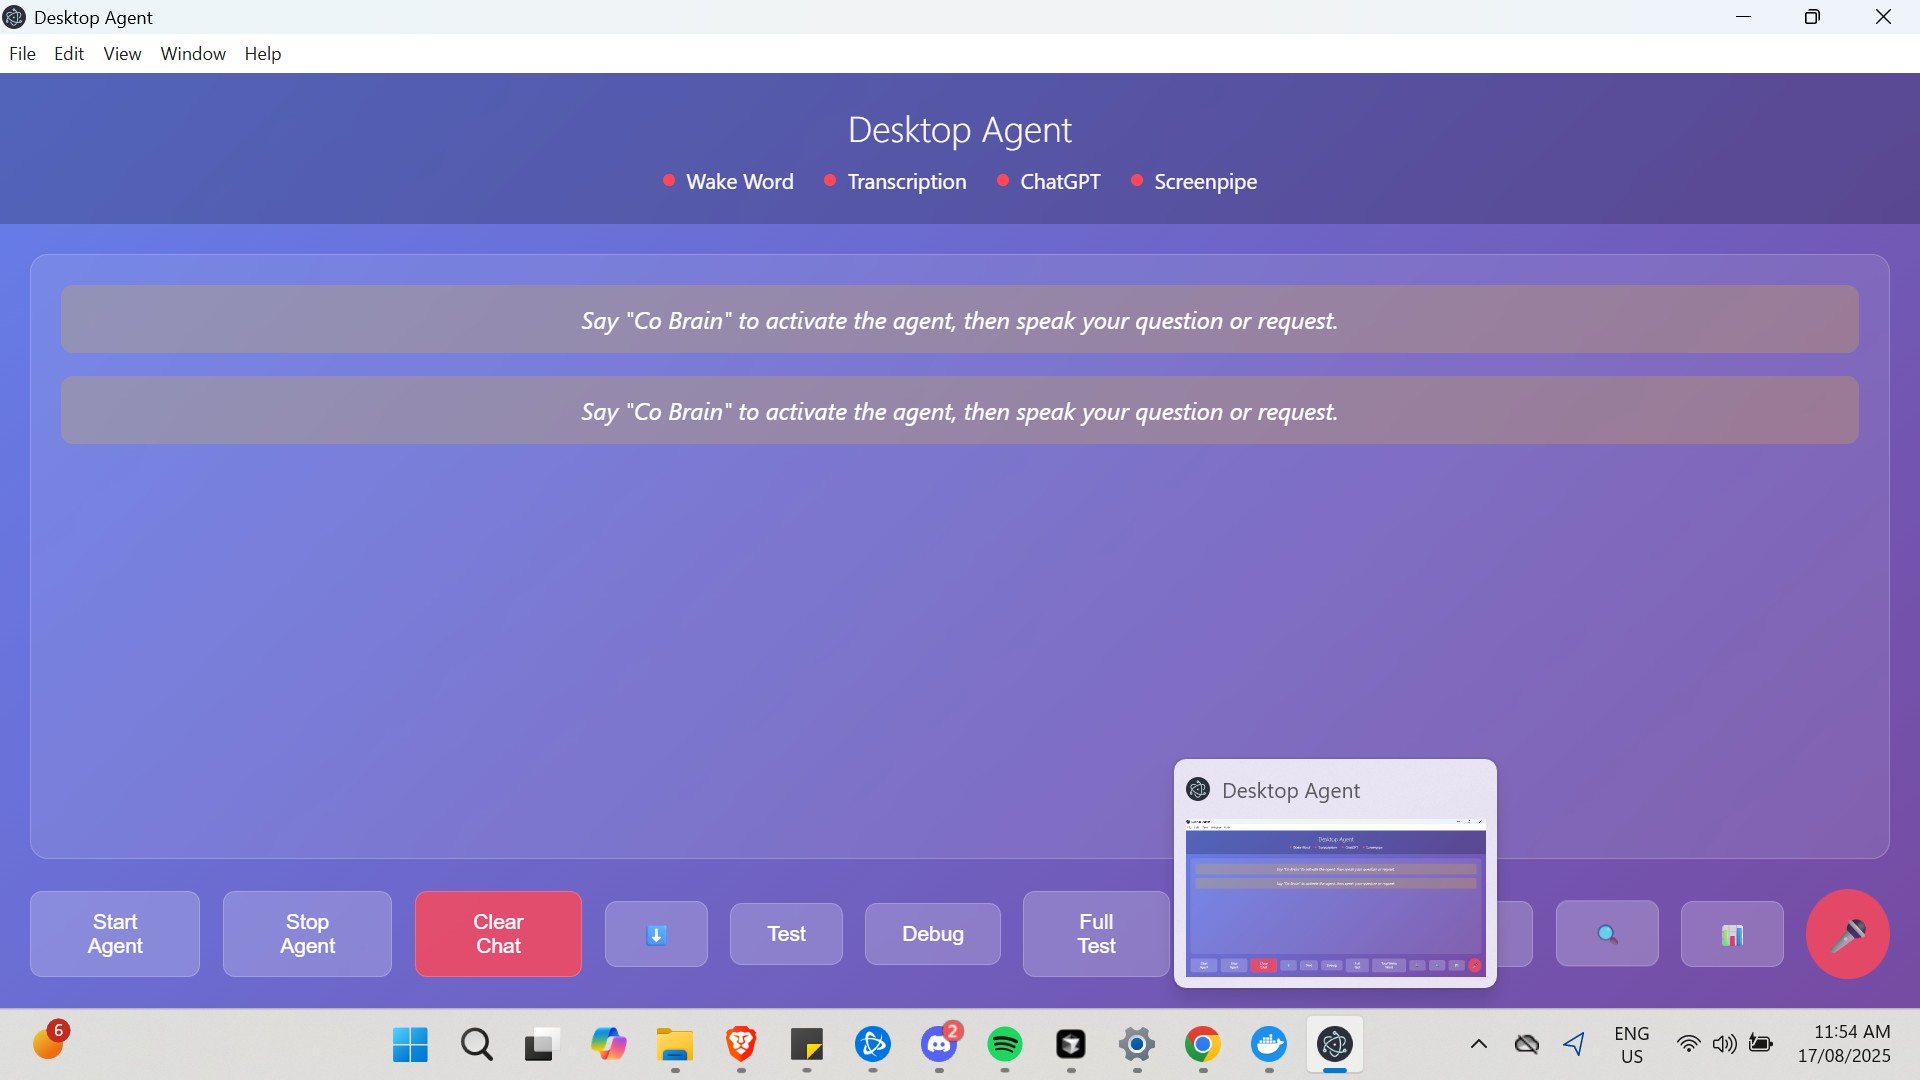 Desktop Agent
File Edit View Window Help
Desktop Agent
Wake Word Transcription ChatGPT Screenpipe
Say "Co Brain" to activate the agent, then speak your question or request.
Say "Co Brain" to activate the agent, then speak your question or request.
Desktop Agent
Start
Agent
Stop
Agent
Clear
Chat
Test
Debug
Full
Test
6
2
ENG
US
11:54 AM
17/08/2025